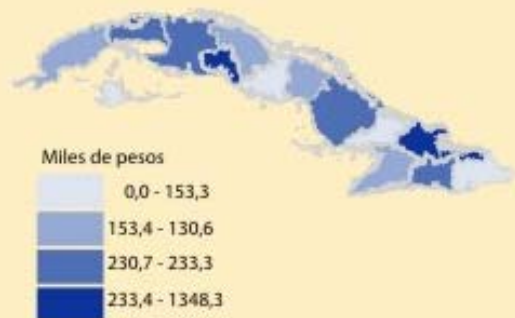 Miles de pesos
0,0 - 153,3
153,4 - 130,6
230,7 - 233,3
233,4 - 1348,3